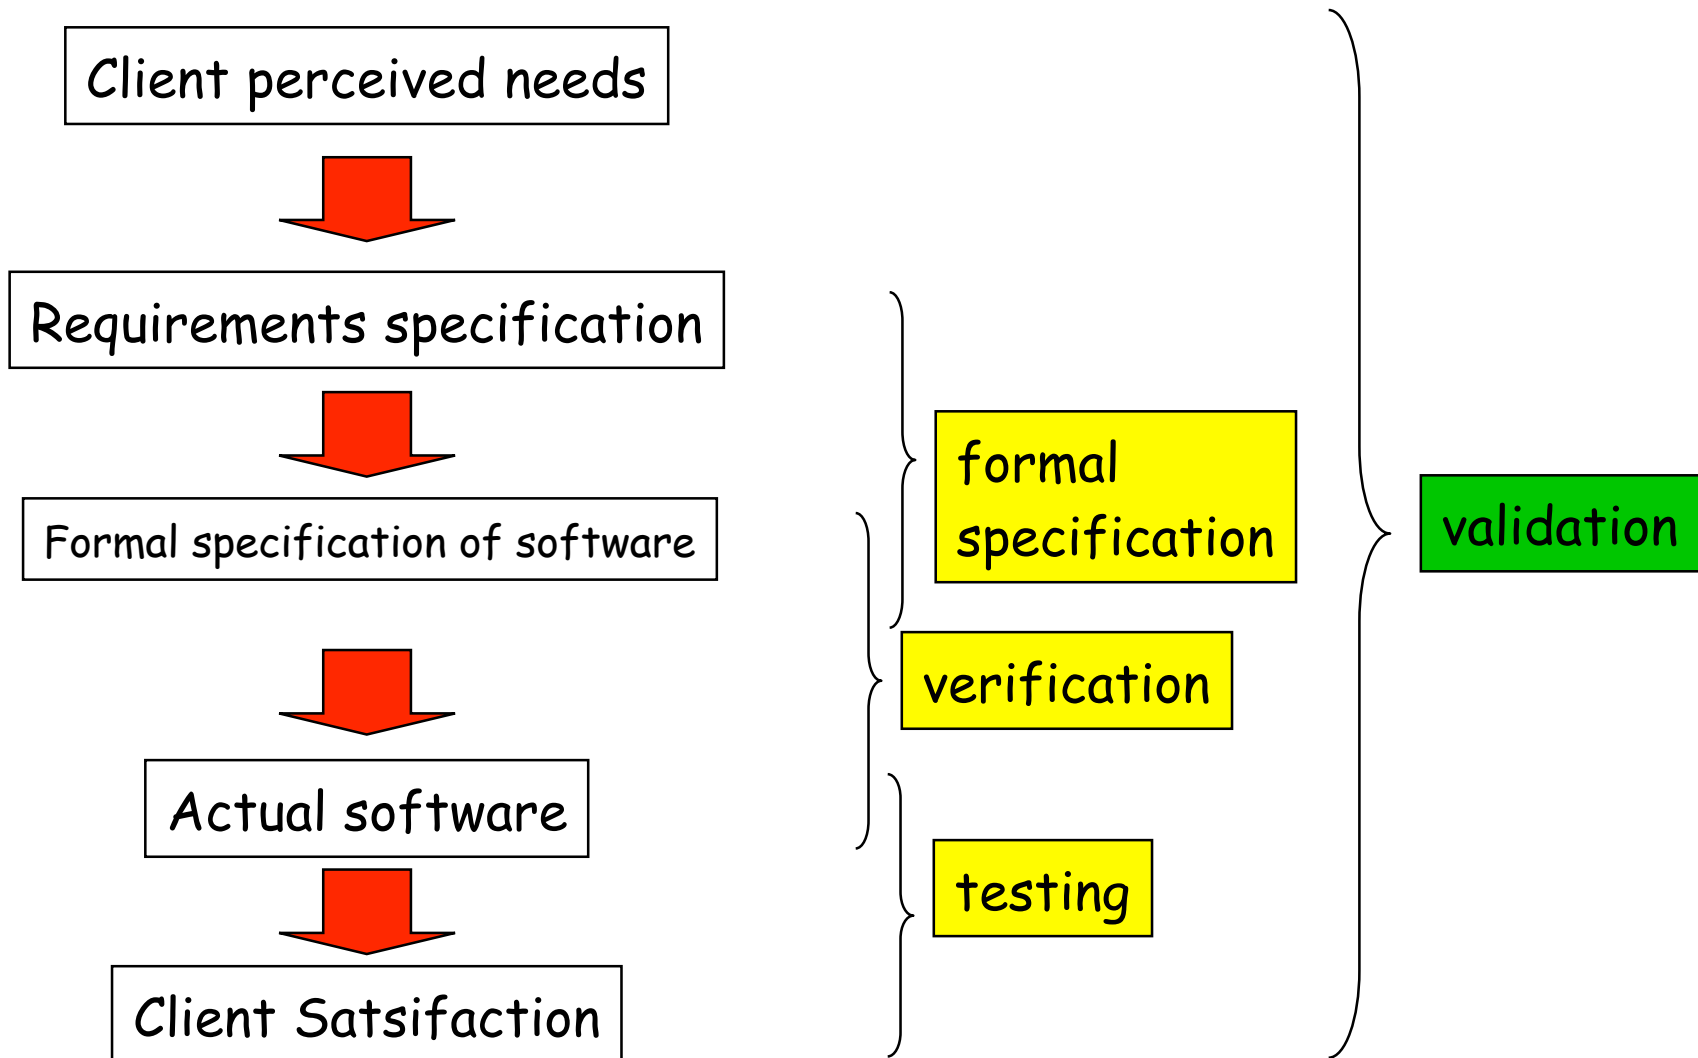 Client perceived needs
Requirements specification
Formal specification of software
Actual software
Client Satsifaction
formal
specification
verification
testing
validation